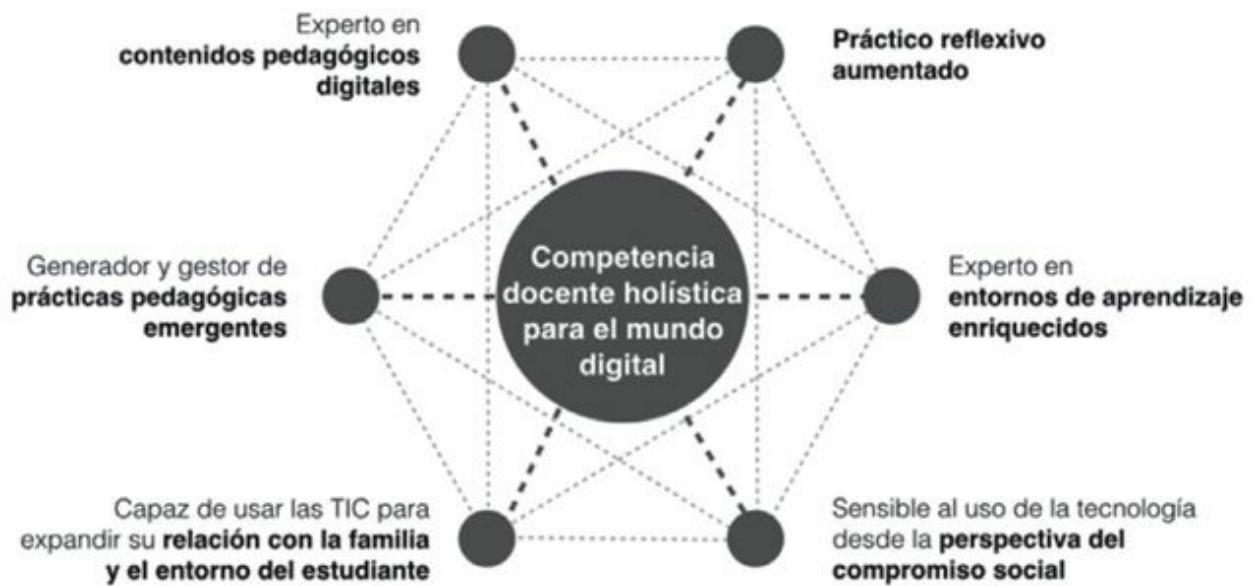 Experto en
contenidos pedagógicos
digitales
Práctico reflexivo
aumentado
Generador y gestor de
prácticas pedagógicas
emergentes
Competencia
docente holística
para el mundo
digital
Experto en
entornos de aprendizaje
enriquecidos
Capaz de usar las TIC para
expandir su relación con la familia
y el entorno del estudiante
Sensible al uso de la tecnología
desde la perspectiva del
compromiso social